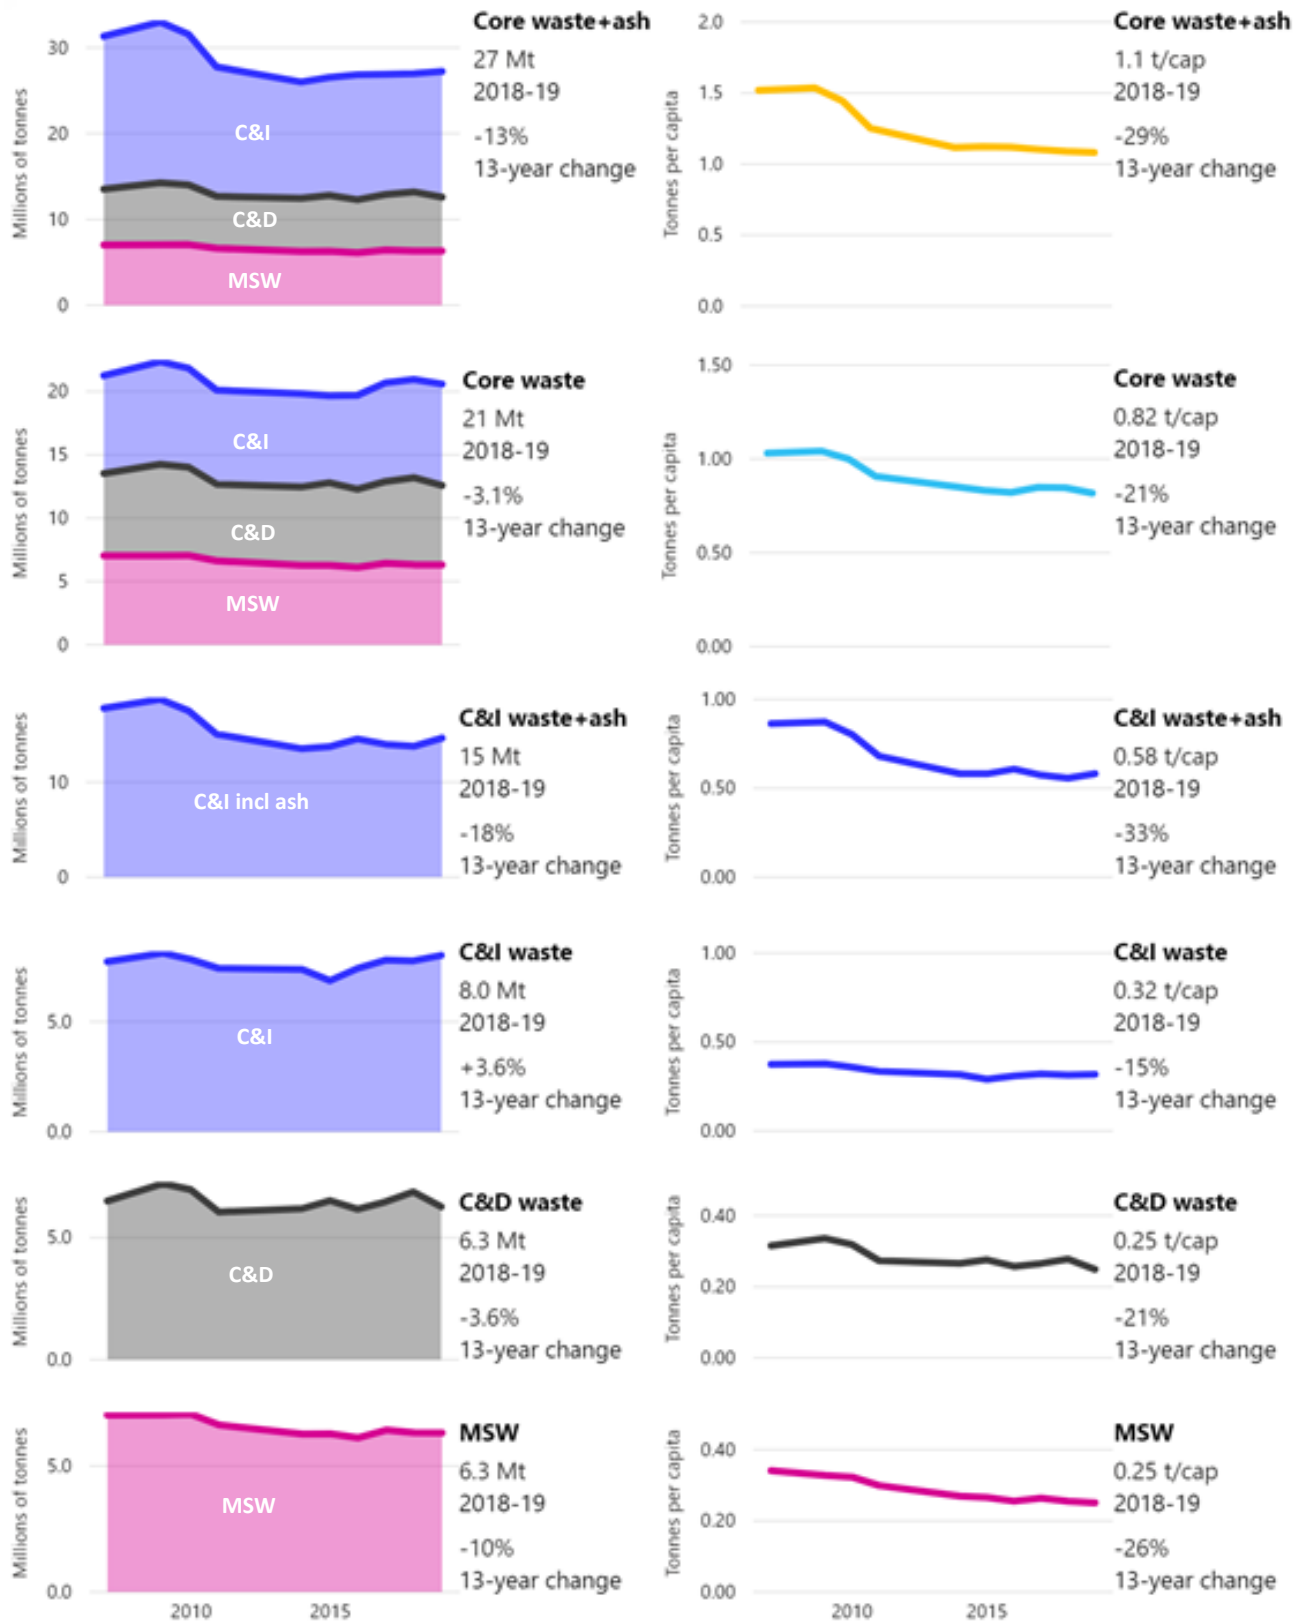 Core waste+ash
27 Mt
2018-19
-13%
13-year change
Millions of tonnes
30
20
10
0
C&I
C&D
MSW
Core waste+ash
1.1 t/cap
2018-19
-29%
13-year change
Tonnes per capita
2.0
1.5
1.0
0.5
0.0
Core waste
21 Mt
2018-19
-3.1%
13-year change
Millions of tonnes
20
15
10
5
0
C&I
C&D
MSW
Core waste
0.82 t/cap
2018-19
-21%
13-year change
Tonnes per capita
1.50
1.00
0.50
0.00
C&I waste+ash
15 Mt
2018-19
-18%
13-year change
Millions of tonnes
10
0
C&I incl ash
C&I waste+ash
0.58 t/cap
2018-19
-33%
13-year change
Tonnes per capita
1.00
0.50
0.00
C&I waste
8.0 Mt
2018-19
+3.6%
13-year change
Millions of tonnes
5.0
0.0
C&I
C&I waste
0.32 t/cap
2018-19
-15%
13-year change
Tonnes per capita
1.00
0.50
0.00
C&D waste
6.3 Mt
2018-19
-3.6%
13-year change
Millions of tonnes
5.0
0.0
C&D
C&D waste
0.25 t/cap
2018-19
-21%
13-year change
Tonnes per capita
0.40
0.20
0.00
MSW
6.3 Mt
2018-19
-10%
13-year change
Millions of tonnes
5.0
0.0
MSW
2010
2015
MSW
0.25 t/cap
2018-19
-26%
13-year change
Tonnes per capita
0.40
0.20
0.00
2010
2015